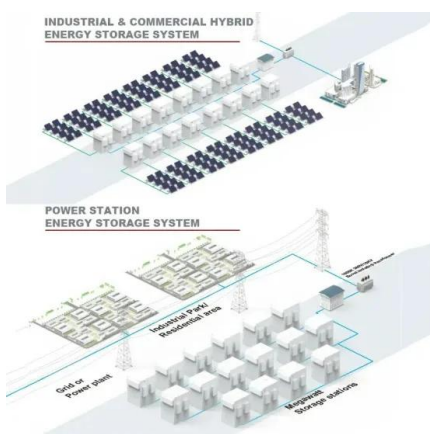 INDUSTRIAL & COMMERCIAL HYBRID
ENERGY STORAGE SYSTEM
POWER STATION
ENERGY STORAGE SYSTEM
Industrial Park/
Residential area
Grid or
Power plant
Megawatt
Storage stations